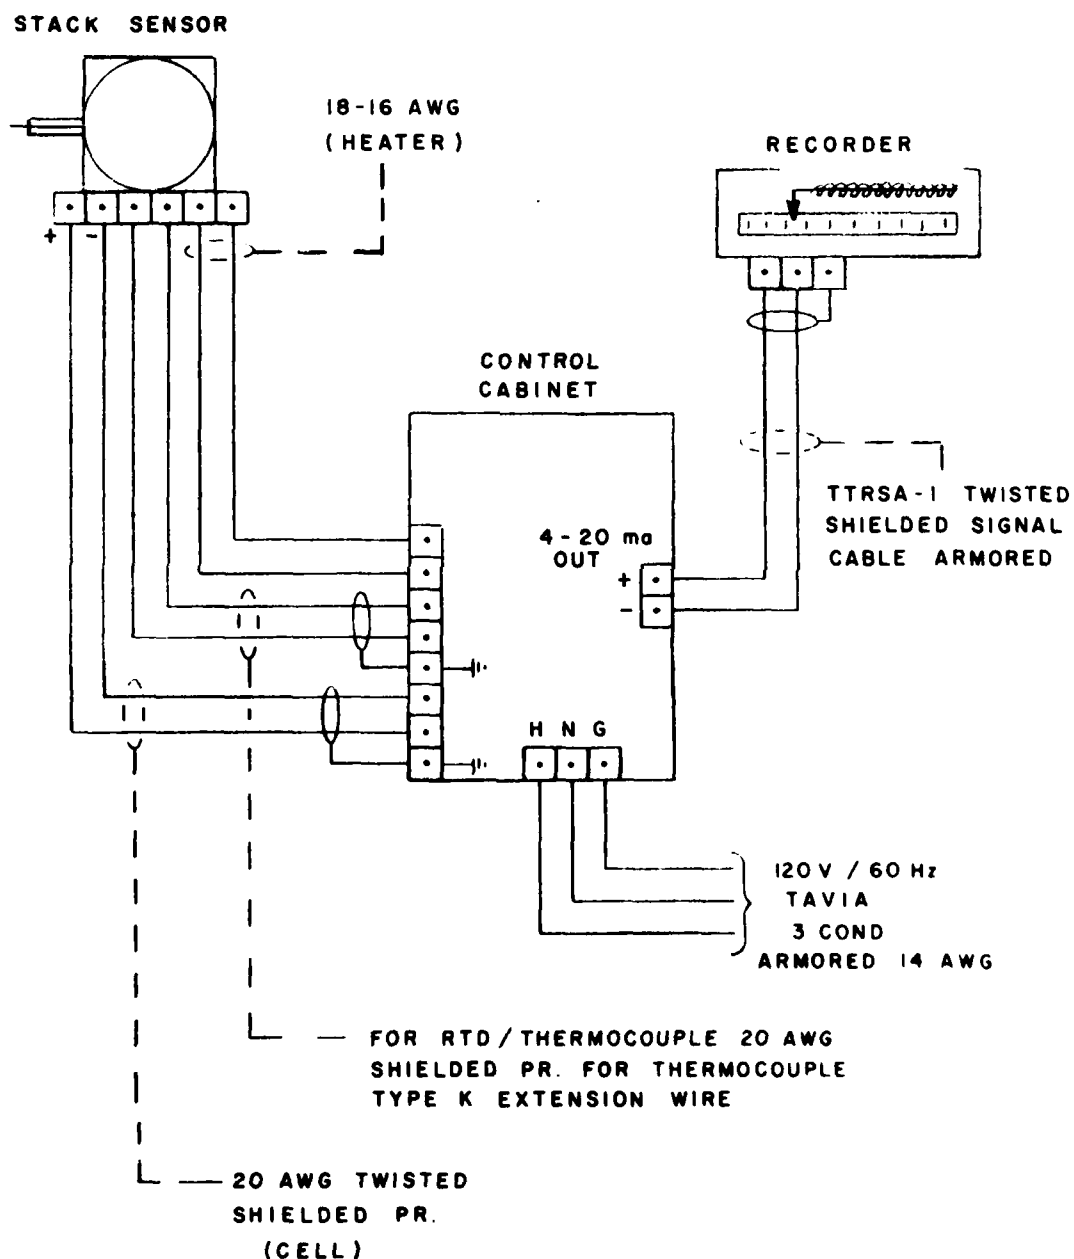 STACK SENSOR
18-16 AWG
(HEATER)
RECORDER
+ -
CONTROL
CABINET
TTRSA-1 TWISTED
SHIELDED SIGNAL
CABLE ARMORED
4-20 ma
OUT
+
-
H N G
120V / 60 Hz
TAVIA
3 COND
ARMORED 14 AWG
FOR RTD/THERMOCOUPLE 20 AWG
SHIELDED PR. FOR THERMOCOUPLE
TYPE K EXTENSION WIRE
20 AWG TWISTED
SHIELDED PR.
(CELL)